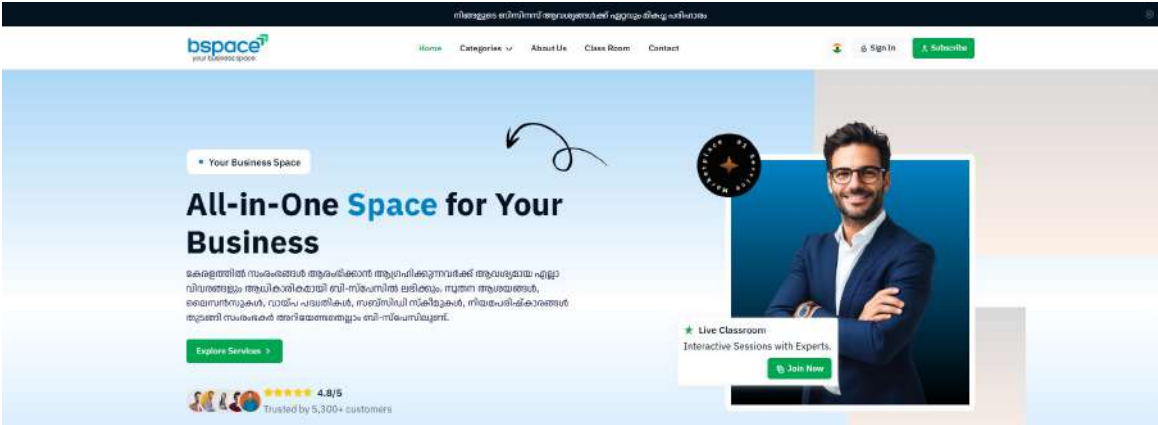 നിങ്ങളുടെ ബിസിനസ് ആവശ്യങ്ങൾക്ക് ഏറ്റവും മികച്ച പരിഹാരം
bspace
your business space
Home Categories About Us Class Room Contact Sign In Subscribe
Your Business Space
#1 Service Marketplace
All-in-One Space for Your
Business
കേരളത്തിൽ സംരംഭങ്ങൾ ആരംഭിക്കാൻ ആഗ്രഹിക്കുന്നവർക്ക് ആവശ്യമായ എല്ലാ
വിവരങ്ങളും ആധികാരികമായി ബി-സ്പേസിൽ ലഭിക്കും. നൂതന ആശയങ്ങൾ,
ലൈസൻസുകൾ, വായ്പ പദ്ധതികൾ, സബ്സിഡി സ്കീമുകൾ, നിയമപരിഷ്കാരങ്ങൾ
തുടങ്ങി സംരംഭകർ അറിയേണ്ടതെല്ലാം ബി-സ്പേസിലുണ്ട്.
Explore Services
4.8/5
Trusted by 5,300+ customers
Live Classroom
Interactive Sessions with Experts.
Join Now